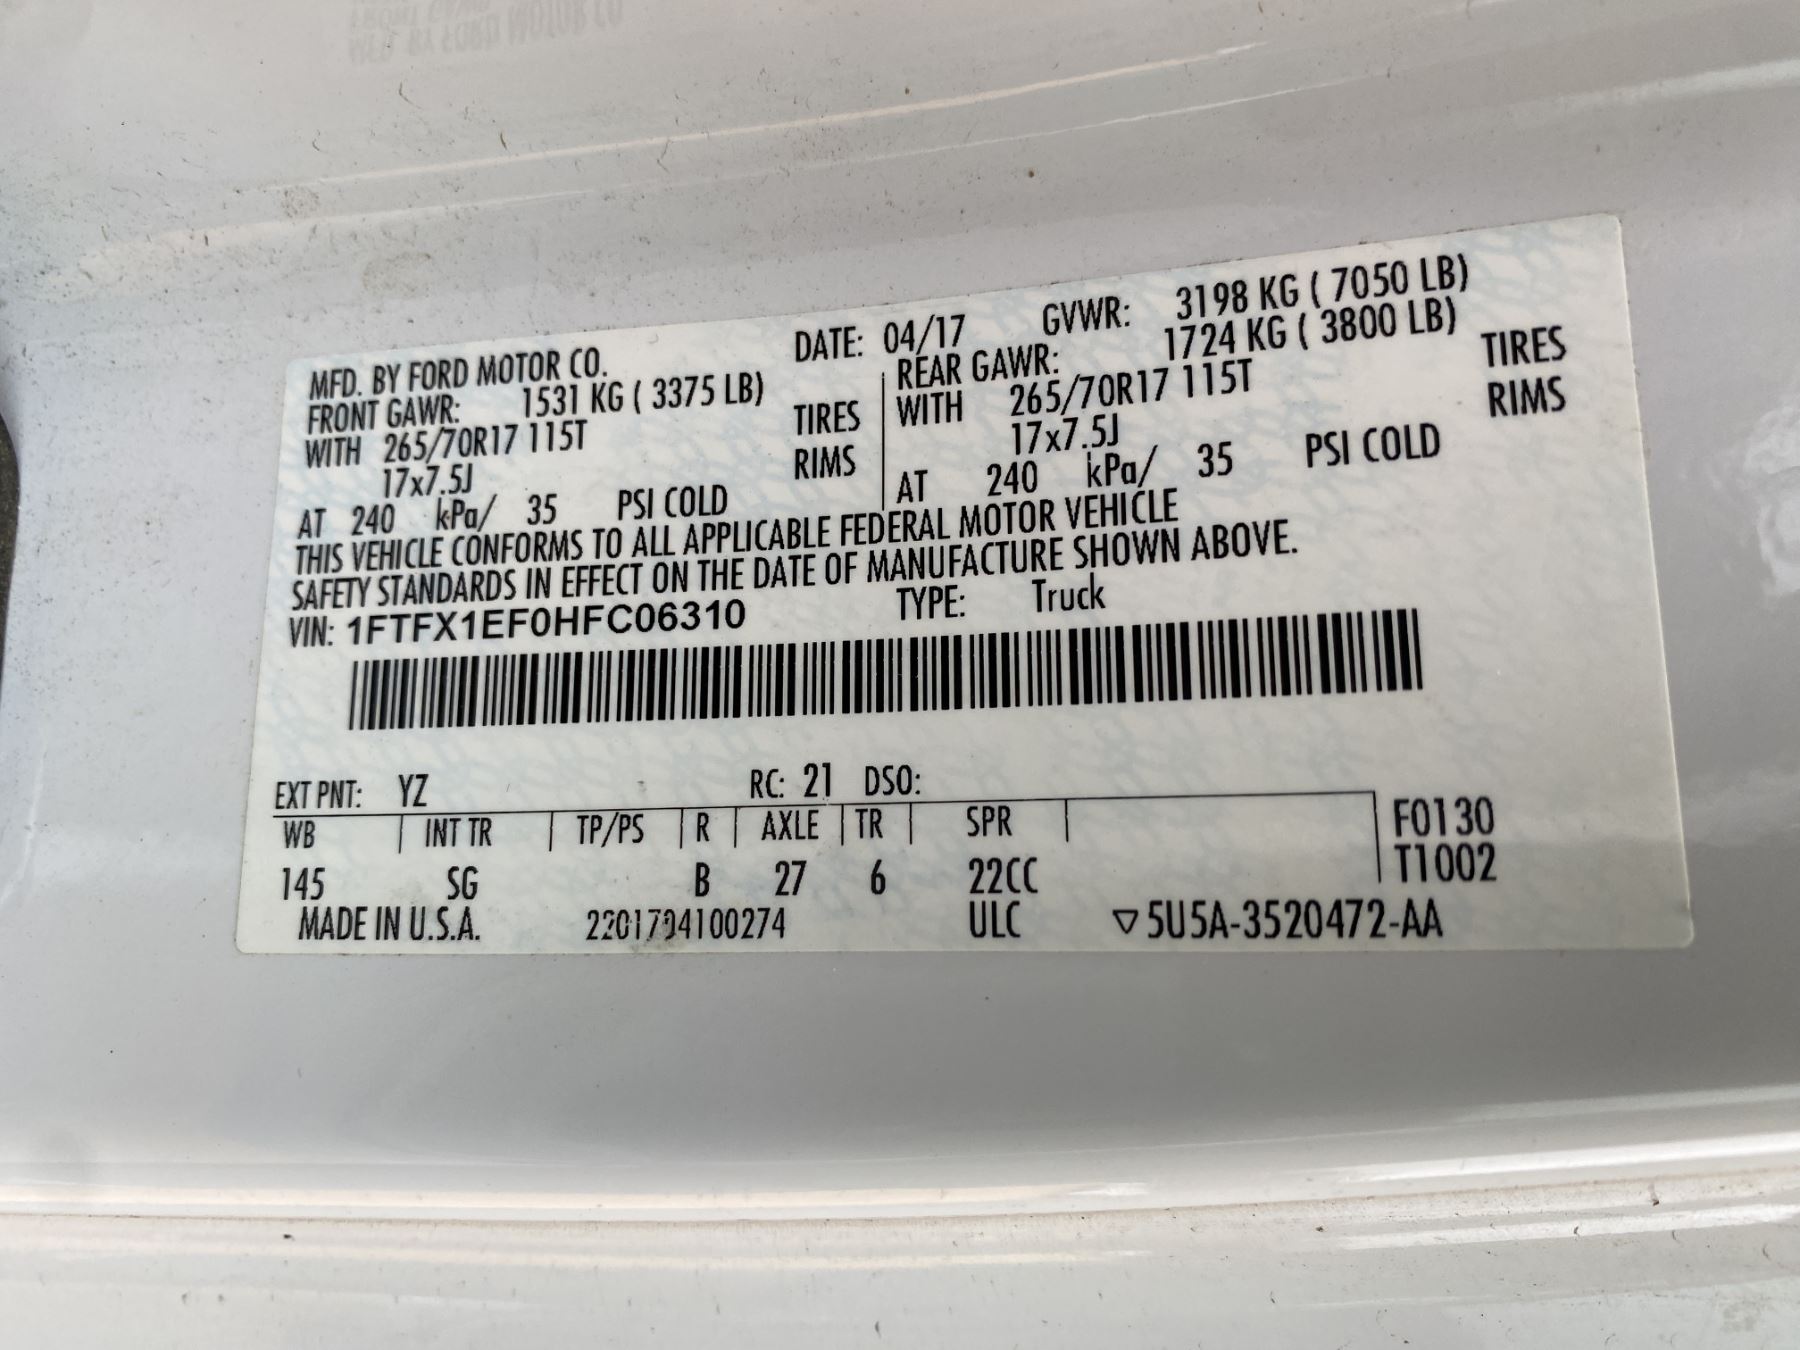 MFD. BY FORD MOTOR CO. DATE: 04/17 GVWR: 3198 KG ( 7050 LB)
FRONT GAWR: 1531 KG ( 3375 LB) REAR GAWR: 1724 KG ( 3800 LB)
WITH 265/70R17 115T TIRES WITH 265/70R17 115T TIRES
17x7.5J RIMS 17x7.5J RIMS
AT 240 kPa/ 35 PSI COLD AT 240 kPa/ 35 PSI COLD
THIS VEHICLE CONFORMS TO ALL APPLICABLE FEDERAL MOTOR VEHICLE
SAFETY STANDARDS IN EFFECT ON THE DATE OF MANUFACTURE SHOWN ABOVE.
VIN: 1FTFX1EF0HFC06310 TYPE: Truck
EXT PNT: YZ RC: 21 DSO:
WB INT TR TP/PS R AXLE TR SPR F0130
145 SG B 27 6 22CC T1002
MADE IN U.S.A. 2201704100274 ULC ▽5U5A-3520472-AA